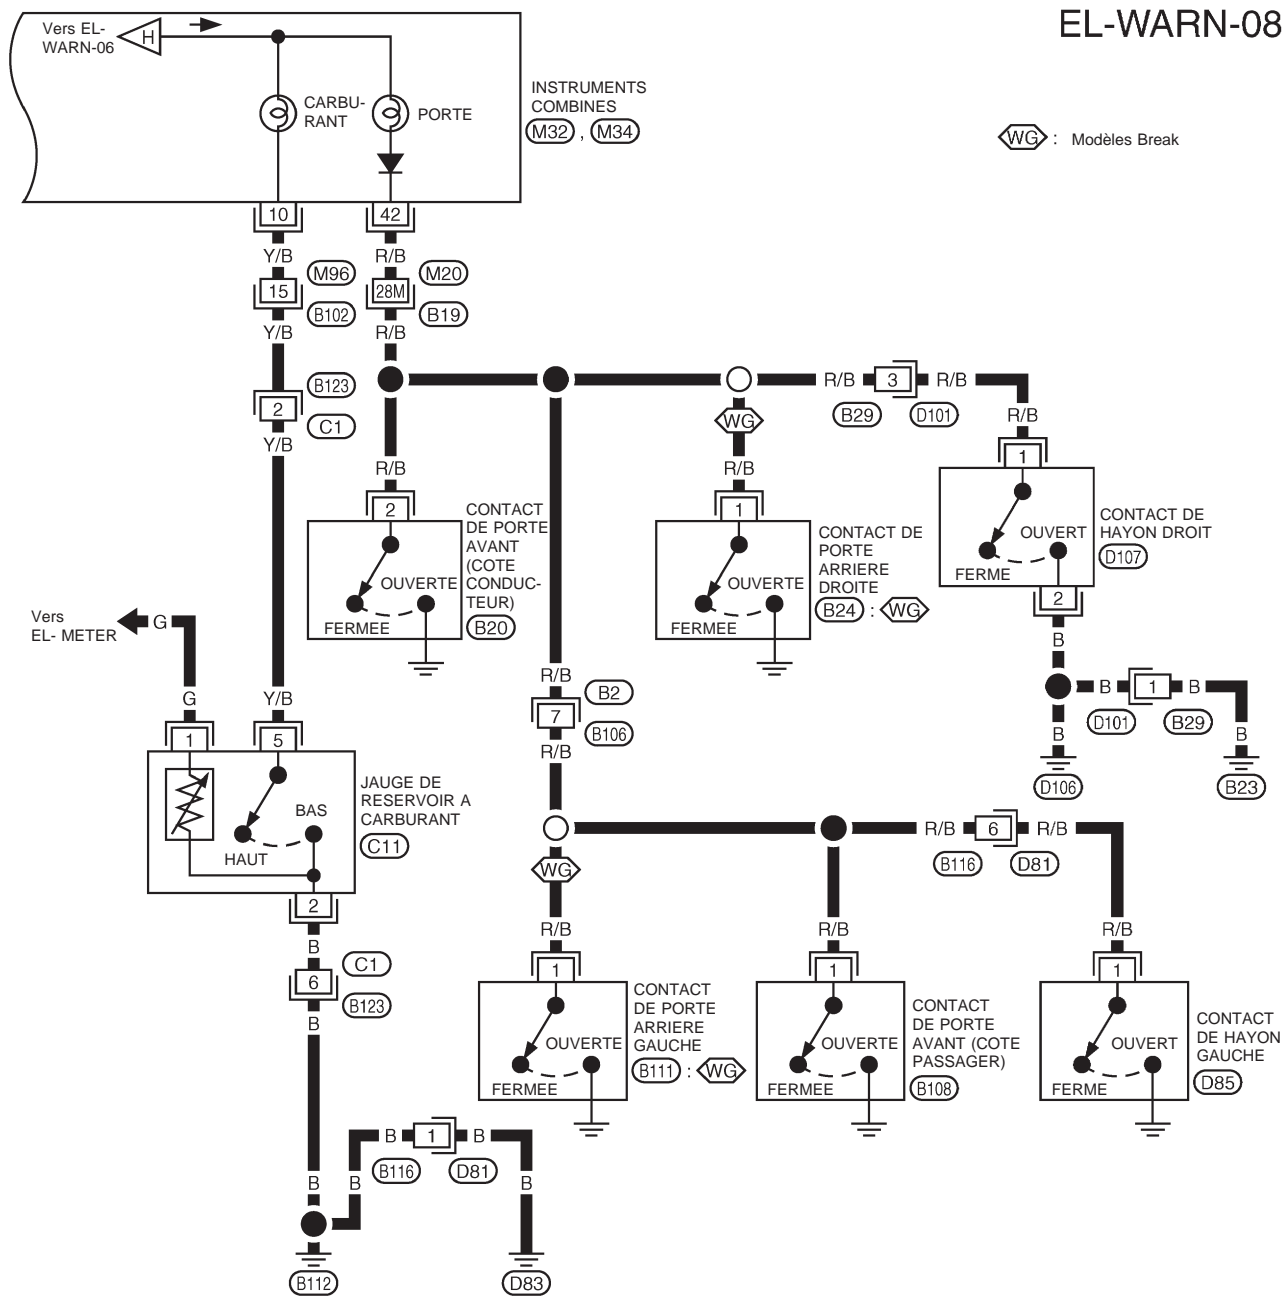 EL-WARN-08
Vers EL-
WARN-06
H
CARBU-
RANT
PORTE
INSTRUMENTS
COMBINES
M32 , M34
WG : Modèles Break
10
42
Y/B
R/B
M96
M20
15
28M
B102
B19
Y/B
R/B
B123
2
C1
Y/B
R/B
3
R/B
B29
D101
WG
R/B
R/B
R/B
1
2
1
CONTACT
DE PORTE
AVANT
(COTE
CONDUC-
TEUR)
B20
OUVERTE
FERMEE
CONTACT DE
PORTE
ARRIERE
DROITE
B24 : WG
OUVERTE
FERMEE
CONTACT DE
HAYON DROIT
D107
OUVERT
FERME
2
B
Vers
EL- METER
G
G
Y/B
R/B
B2
7
B106
R/B
B
1
B
D101
B29
B
B
D106
B23
1
5
JAUGE DE
RESERVOIR A
CARBURANT
C11
BAS
HAUT
2
B
C1
6
B123
B
WG
R/B
6
R/B
B116
D81
R/B
R/B
R/B
1
1
1
CONTACT
DE PORTE
ARRIERE
GAUCHE
B111 : WG
OUVERTE
FERMEE
CONTACT
DE PORTE
AVANT (COTE
PASSAGER)
B108
OUVERTE
FERMEE
CONTACT
DE HAYON
GAUCHE
D85
OUVERT
FERME
B
1
B
B116
D81
B
B
B
B112
D83